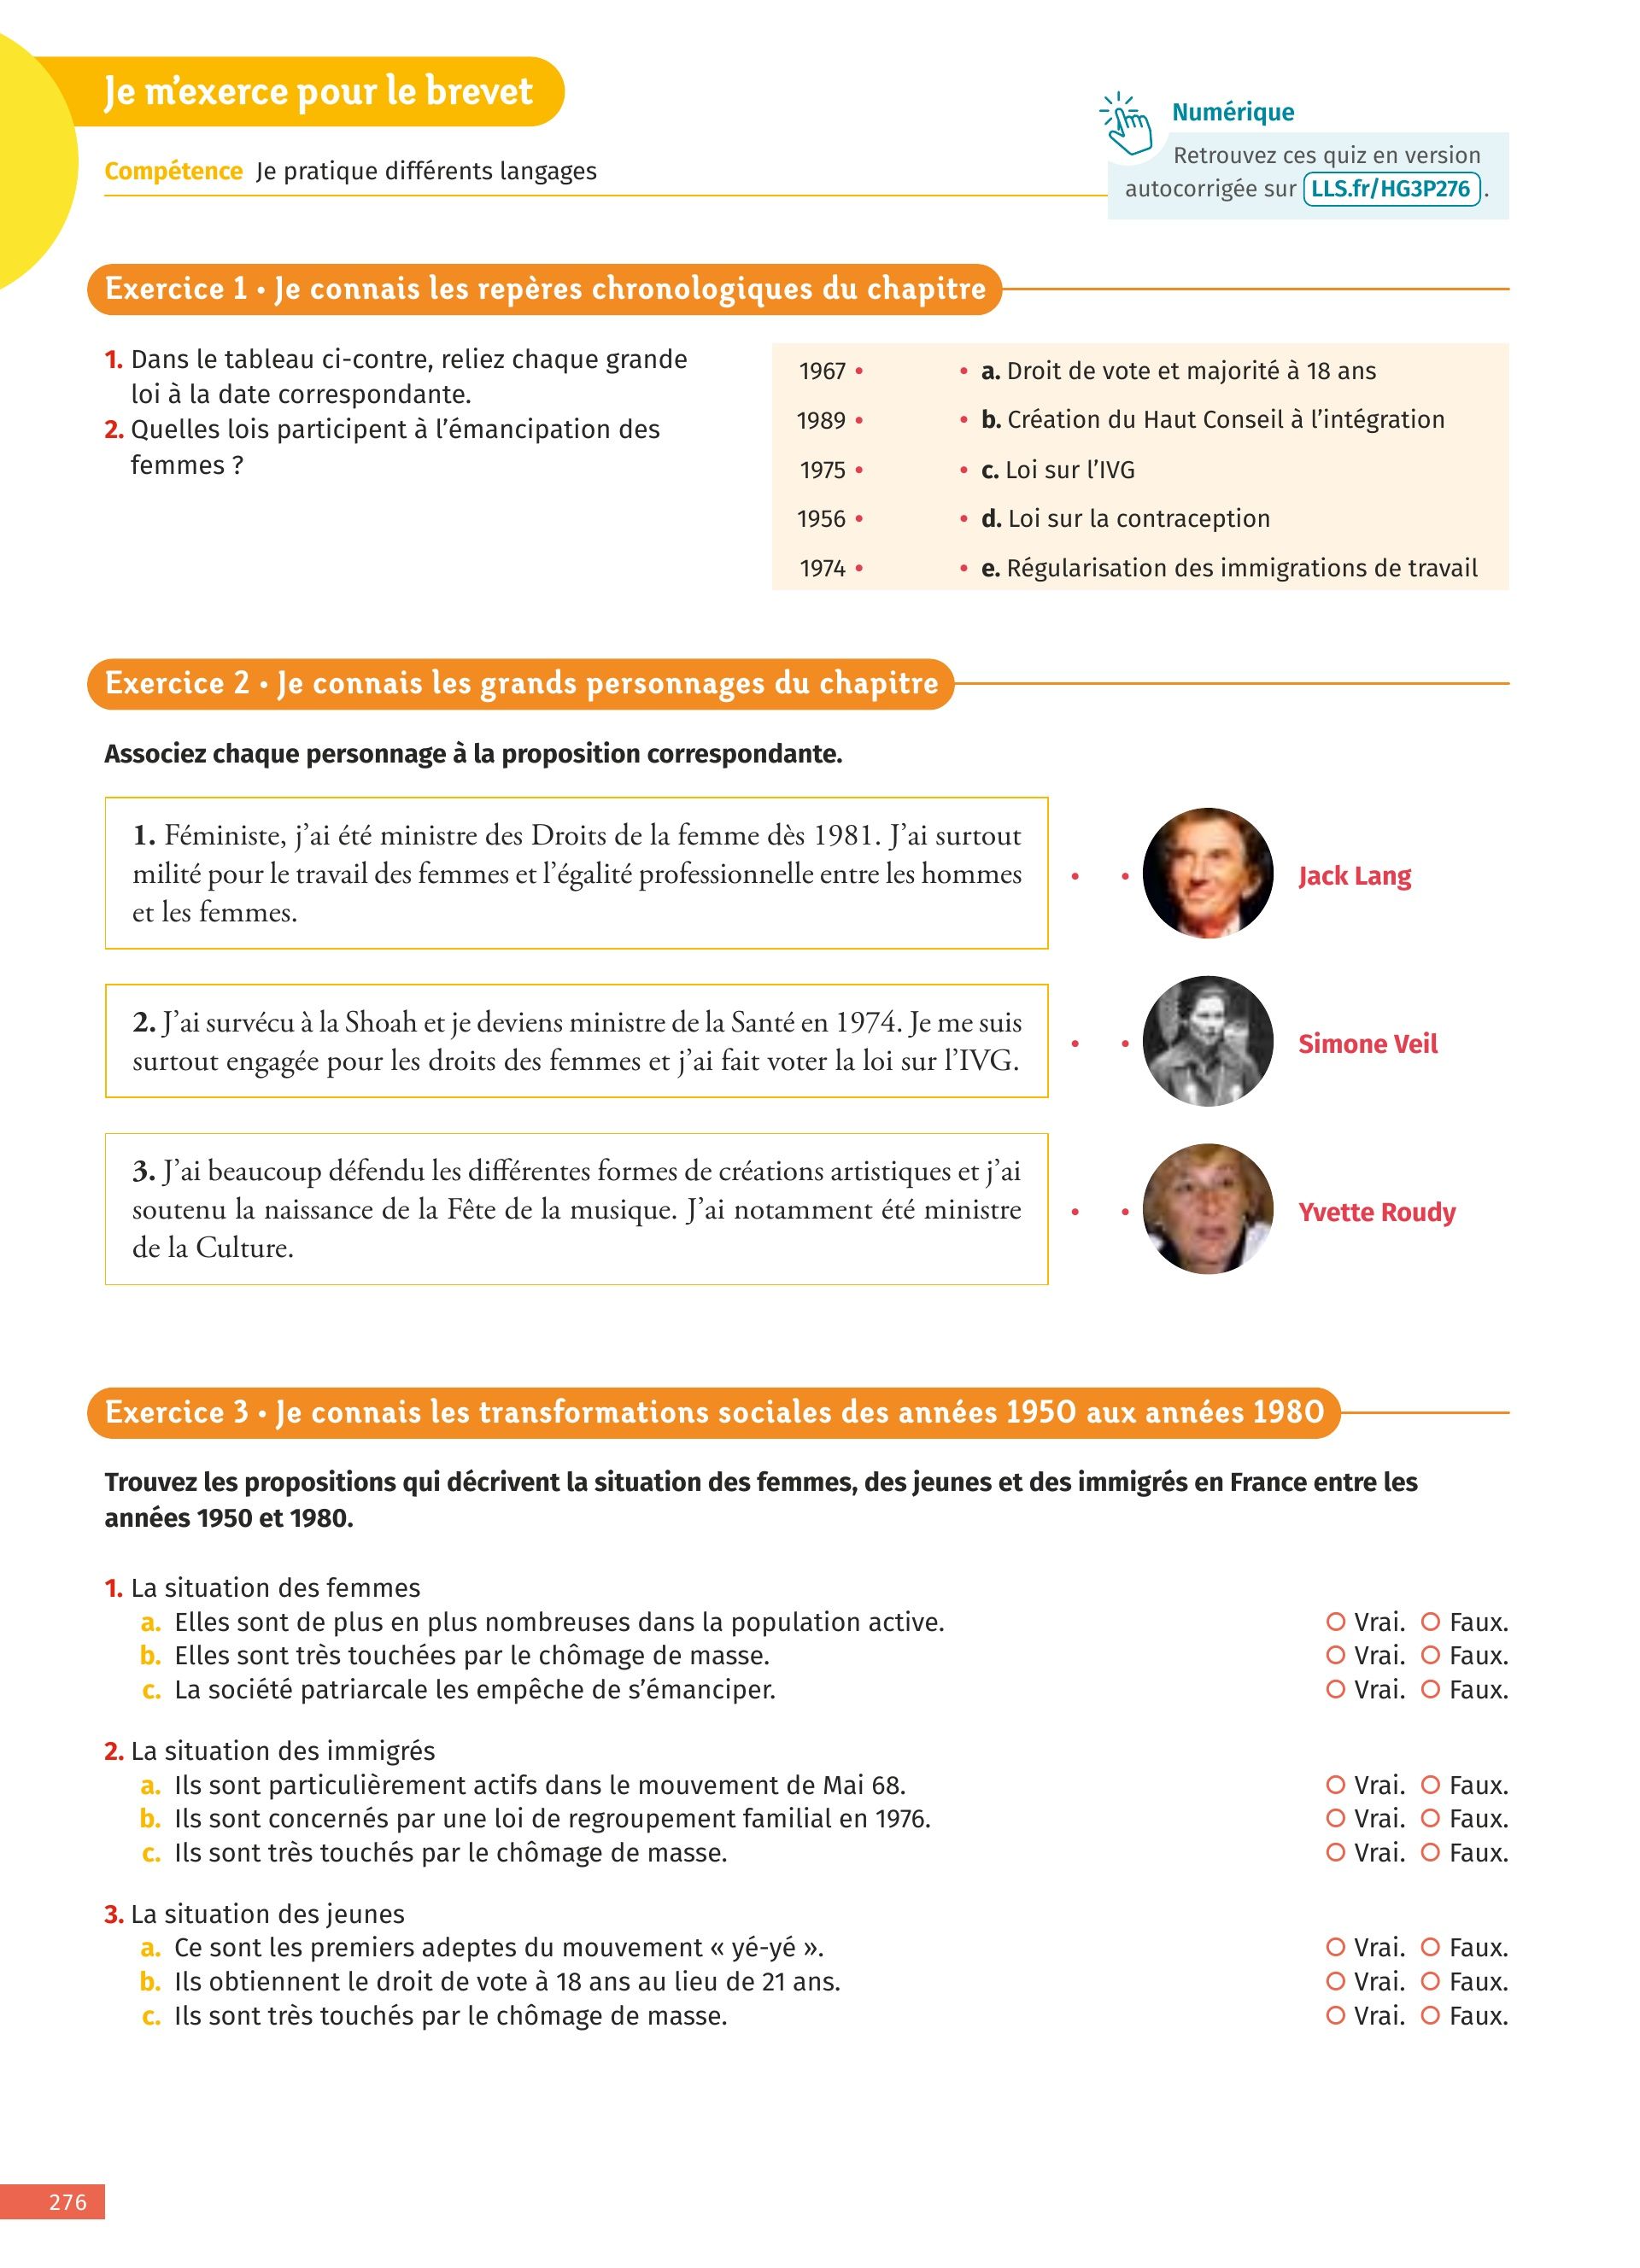 Je m'exerce pour le brevet
Compétence Je pratique différents langages
Numérique
Retrouvez ces quiz en version
autocorrigée sur LLS.fr/HG3P276 .
Exercice 1 • Je connais les repères chronologiques du chapitre
1. Dans le tableau ci-contre, reliez chaque grande
loi à la date correspondante.
2. Quelles lois participent à l'émancipation des
femmes ?
1967 • • a. Droit de vote et majorité à 18 ans
1989 • • b. Création du Haut Conseil à l'intégration
1975 • • c. Loi sur l'IVG
1956 • • d. Loi sur la contraception
1974 • • e. Régularisation des immigrations de travail
Exercice 2 • Je connais les grands personnages du chapitre
Associez chaque personnage à la proposition correspondante.
1. Féministe, j'ai été ministre des Droits de la femme dès 1981. J'ai surtout
milité pour le travail des femmes et l'égalité professionnelle entre les hommes
et les femmes.
• • Jack Lang
2. J'ai survécu à la Shoah et je deviens ministre de la Santé en 1974. Je me suis
surtout engagée pour les droits des femmes et j'ai fait voter la loi sur l'IVG.
• • Simone Veil
3. J'ai beaucoup défendu les différentes formes de créations artistiques et j'ai
soutenu la naissance de la Fête de la musique. J'ai notamment été ministre
de la Culture.
• • Yvette Roudy
Exercice 3 • Je connais les transformations sociales des années 1950 aux années 1980
Trouvez les propositions qui décrivent la situation des femmes, des jeunes et des immigrés en France entre les
années 1950 et 1980.
1. La situation des femmes
a. Elles sont de plus en plus nombreuses dans la population active. Vrai. Faux.
b. Elles sont très touchées par le chômage de masse. Vrai. Faux.
c. La société patriarcale les empêche de s'émanciper. Vrai. Faux.
2. La situation des immigrés
a. Ils sont particulièrement actifs dans le mouvement de Mai 68. Vrai. Faux.
b. Ils sont concernés par une loi de regroupement familial en 1976. Vrai. Faux.
c. Ils sont très touchés par le chômage de masse. Vrai. Faux.
3. La situation des jeunes
a. Ce sont les premiers adeptes du mouvement « yé-yé ». Vrai. Faux.
b. Ils obtiennent le droit de vote à 18 ans au lieu de 21 ans. Vrai. Faux.
c. Ils sont très touchés par le chômage de masse. Vrai. Faux.
276